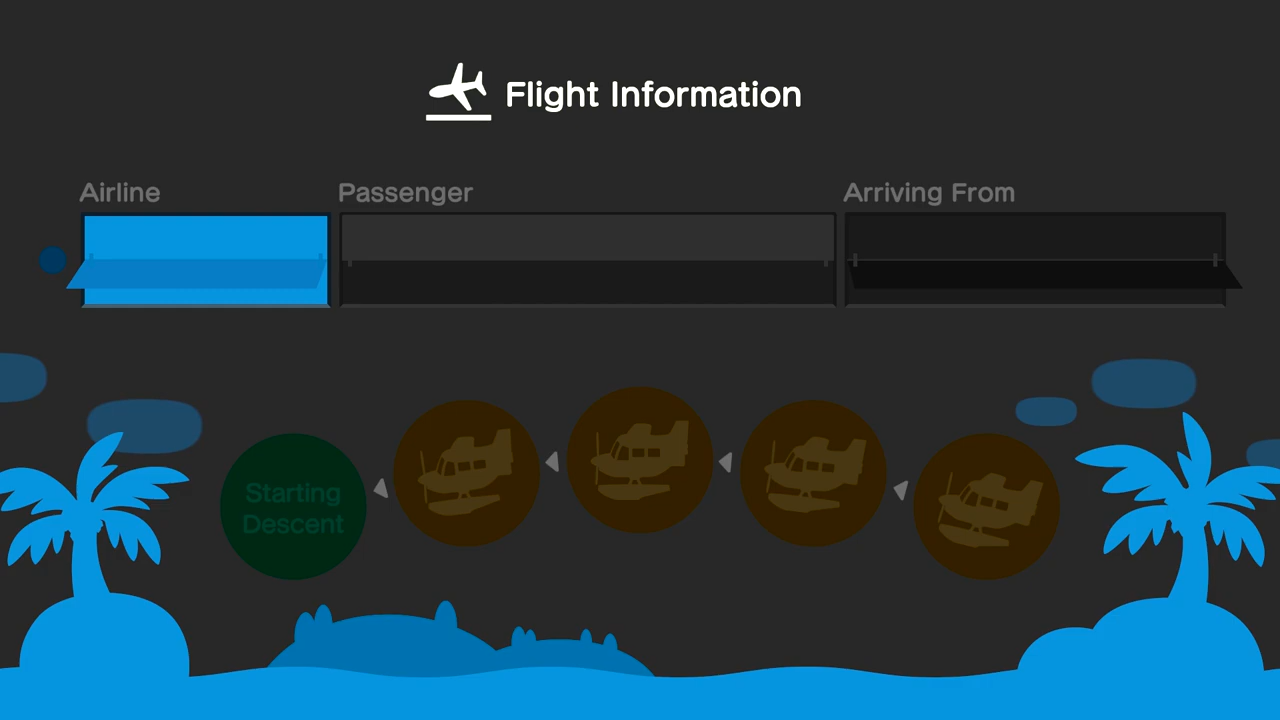 Flight Information
Airline
Passenger
Arriving From
Starting
Descent